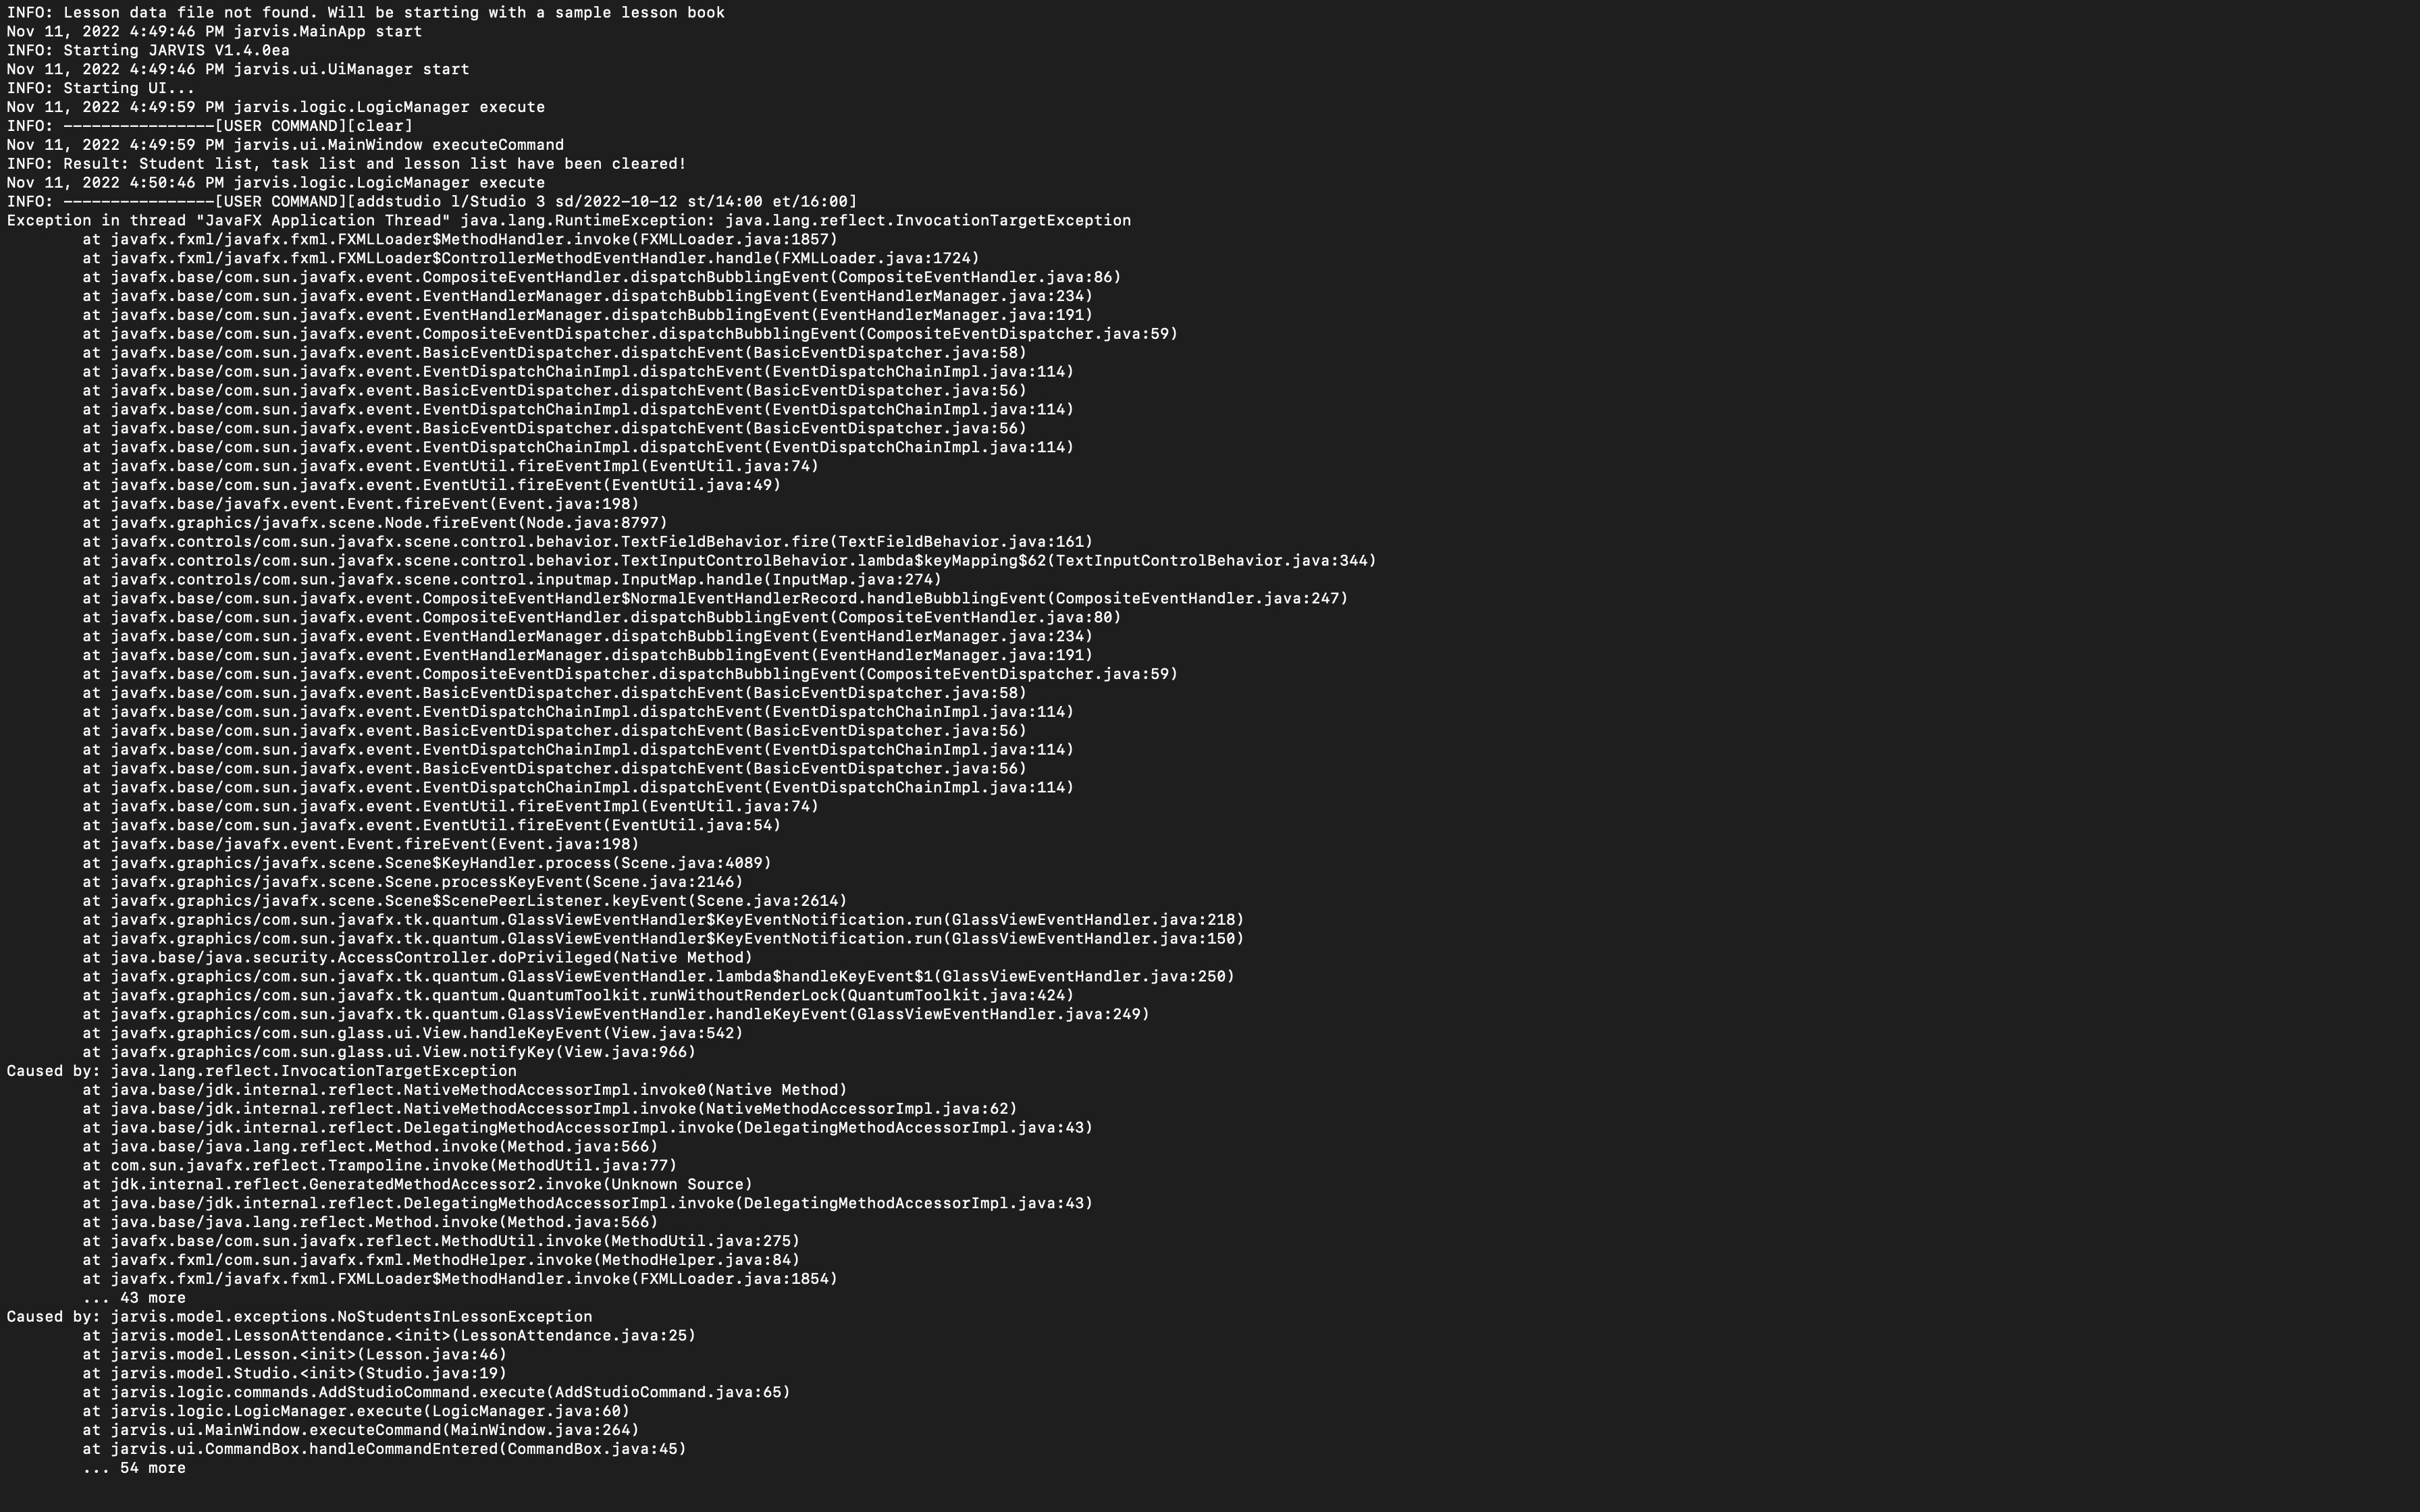 INFO: Lesson data file not found. Will be starting with a sample lesson book
Nov 11, 2022 4:49:46 PM jarvis.MainApp start
INFO: Starting JARVIS V1.4.0ea
Nov 11, 2022 4:49:46 PM jarvis.ui.UiManager start
INFO: Starting UI...
Nov 11, 2022 4:49:59 PM jarvis.logic.LogicManager execute
INFO: ----------------[USER COMMAND][clear]
Nov 11, 2022 4:49:59 PM jarvis.ui.MainWindow executeCommand
INFO: Result: Student list, task list and lesson list have been cleared!
Nov 11, 2022 4:50:46 PM jarvis.logic.LogicManager execute
INFO: ----------------[USER COMMAND][addstudio l/Studio 3 sd/2022-10-12 st/14:00 et/16:00]
Exception in thread "JavaFX Application Thread" java.lang.RuntimeException: java.lang.reflect.InvocationTargetException
at javafx.fxml/javafx.fxml.FXMLLoader$MethodHandler.invoke(FXMLLoader.java:1857)
at javafx.fxml/javafx.fxml.FXMLLoader$ControllerMethodEventHandler.handle(FXMLLoader.java:1724)
at javafx.base/com.sun.javafx.event.CompositeEventHandler.dispatchBubblingEvent(CompositeEventHandler.java:86)
at javafx.base/com.sun.javafx.event.EventHandlerManager.dispatchBubblingEvent(EventHandlerManager.java:234)
at javafx.base/com.sun.javafx.event.EventHandlerManager.dispatchBubblingEvent(EventHandlerManager.java:191)
at javafx.base/com.sun.javafx.event.CompositeEventDispatcher.dispatchBubblingEvent(CompositeEventDispatcher.java:59)
at javafx.base/com.sun.javafx.event.BasicEventDispatcher.dispatchEvent(BasicEventDispatcher.java:58)
at javafx.base/com.sun.javafx.event.EventDispatchChainImpl.dispatchEvent(EventDispatchChainImpl.java:114)
at javafx.base/com.sun.javafx.event.BasicEventDispatcher.dispatchEvent(BasicEventDispatcher.java:56)
at javafx.base/com.sun.javafx.event.EventDispatchChainImpl.dispatchEvent(EventDispatchChainImpl.java:114)
at javafx.base/com.sun.javafx.event.BasicEventDispatcher.dispatchEvent(BasicEventDispatcher.java:56)
at javafx.base/com.sun.javafx.event.EventDispatchChainImpl.dispatchEvent(EventDispatchChainImpl.java:114)
at javafx.base/com.sun.javafx.event.EventUtil.fireEventImpl(EventUtil.java:74)
at javafx.base/com.sun.javafx.event.EventUtil.fireEvent(EventUtil.java:49)
at javafx.base/javafx.event.Event.fireEvent(Event.java:198)
at javafx.graphics/javafx.scene.Node.fireEvent(Node.java:8797)
at javafx.controls/com.sun.javafx.scene.control.behavior.TextFieldBehavior.fire(TextFieldBehavior.java:161)
at javafx.controls/com.sun.javafx.scene.control.behavior.TextInputControlBehavior.lambda$keyMapping$62(TextInputControlBehavior.java:344)
at javafx.controls/com.sun.javafx.scene.control.inputmap.InputMap.handle(InputMap.java:274)
at javafx.base/com.sun.javafx.event.CompositeEventHandler$NormalEventHandlerRecord.handleBubblingEvent(CompositeEventHandler.java:247)
at javafx.base/com.sun.javafx.event.CompositeEventHandler.dispatchBubblingEvent(CompositeEventHandler.java:80)
at javafx.base/com.sun.javafx.event.EventHandlerManager.dispatchBubblingEvent(EventHandlerManager.java:234)
at javafx.base/com.sun.javafx.event.EventHandlerManager.dispatchBubblingEvent(EventHandlerManager.java:191)
at javafx.base/com.sun.javafx.event.CompositeEventDispatcher.dispatchBubblingEvent(CompositeEventDispatcher.java:59)
at javafx.base/com.sun.javafx.event.BasicEventDispatcher.dispatchEvent(BasicEventDispatcher.java:58)
at javafx.base/com.sun.javafx.event.EventDispatchChainImpl.dispatchEvent(EventDispatchChainImpl.java:114)
at javafx.base/com.sun.javafx.event.BasicEventDispatcher.dispatchEvent(BasicEventDispatcher.java:56)
at javafx.base/com.sun.javafx.event.EventDispatchChainImpl.dispatchEvent(EventDispatchChainImpl.java:114)
at javafx.base/com.sun.javafx.event.BasicEventDispatcher.dispatchEvent(BasicEventDispatcher.java:56)
at javafx.base/com.sun.javafx.event.EventDispatchChainImpl.dispatchEvent(EventDispatchChainImpl.java:114)
at javafx.base/com.sun.javafx.event.EventUtil.fireEventImpl(EventUtil.java:74)
at javafx.base/com.sun.javafx.event.EventUtil.fireEvent(EventUtil.java:54)
at javafx.base/javafx.event.Event.fireEvent(Event.java:198)
at javafx.graphics/javafx.scene.Scene$KeyHandler.process(Scene.java:4089)
at javafx.graphics/javafx.scene.Scene.processKeyEvent(Scene.java:2146)
at javafx.graphics/javafx.scene.Scene$ScenePeerListener.keyEvent(Scene.java:2614)
at javafx.graphics/com.sun.javafx.tk.quantum.GlassViewEventHandler$KeyEventNotification.run(GlassViewEventHandler.java:218)
at javafx.graphics/com.sun.javafx.tk.quantum.GlassViewEventHandler$KeyEventNotification.run(GlassViewEventHandler.java:150)
at java.base/java.security.AccessController.doPrivileged(Native Method)
at javafx.graphics/com.sun.javafx.tk.quantum.GlassViewEventHandler.lambda$handleKeyEvent$1(GlassViewEventHandler.java:250)
at javafx.graphics/com.sun.javafx.tk.quantum.QuantumToolkit.runWithoutRenderLock(QuantumToolkit.java:424)
at javafx.graphics/com.sun.javafx.tk.quantum.GlassViewEventHandler.handleKeyEvent(GlassViewEventHandler.java:249)
at javafx.graphics/com.sun.glass.ui.View.handleKeyEvent(View.java:542)
at javafx.graphics/com.sun.glass.ui.View.notifyKey(View.java:966)
Caused by: java.lang.reflect.InvocationTargetException
at java.base/jdk.internal.reflect.NativeMethodAccessorImpl.invoke0(Native Method)
at java.base/jdk.internal.reflect.NativeMethodAccessorImpl.invoke(NativeMethodAccessorImpl.java:62)
at java.base/jdk.internal.reflect.DelegatingMethodAccessorImpl.invoke(DelegatingMethodAccessorImpl.java:43)
at java.base/java.lang.reflect.Method.invoke(Method.java:566)
at com.sun.javafx.reflect.Trampoline.invoke(MethodUtil.java:77)
at jdk.internal.reflect.GeneratedMethodAccessor2.invoke(Unknown Source)
at java.base/jdk.internal.reflect.DelegatingMethodAccessorImpl.invoke(DelegatingMethodAccessorImpl.java:43)
at java.base/java.lang.reflect.Method.invoke(Method.java:566)
at javafx.base/com.sun.javafx.reflect.MethodUtil.invoke(MethodUtil.java:275)
at javafx.fxml/com.sun.javafx.fxml.MethodHelper.invoke(MethodHelper.java:84)
at javafx.fxml/javafx.fxml.FXMLLoader$MethodHandler.invoke(FXMLLoader.java:1854)
... 43 more
Caused by: jarvis.model.exceptions.NoStudentsInLessonException
at jarvis.model.LessonAttendance.<init>(LessonAttendance.java:25)
at jarvis.model.Lesson.<init>(Lesson.java:46)
at jarvis.model.Studio.<init>(Studio.java:19)
at jarvis.logic.commands.AddStudioCommand.execute(AddStudioCommand.java:65)
at jarvis.logic.LogicManager.execute(LogicManager.java:60)
at jarvis.ui.MainWindow.executeCommand(MainWindow.java:264)
at jarvis.ui.CommandBox.handleCommandEntered(CommandBox.java:45)
... 54 more